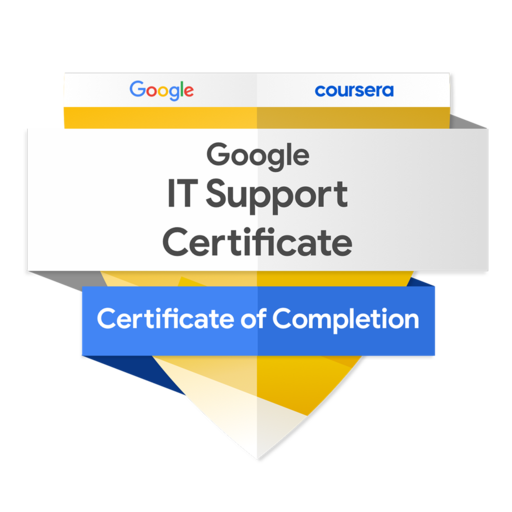 Google coursera
Google
IT Support
Certificate
Certificate of Completion